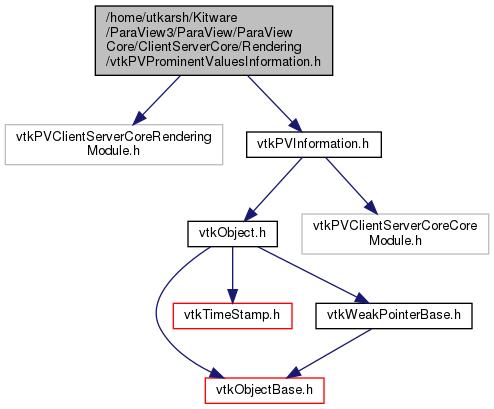 /home/utkarsh/Kitware
/ParaView3/ParaView/ParaView
Core/ClientServerCore/Rendering
/vtkPVProminentValuesInformation.h
vtkPVClientServerCoreRendering
Module.h
vtkPVInformation.h
vtkObject.h
vtkPVClientServerCoreCore
Module.h
vtkTimeStamp.h
vtkWeakPointerBase.h
vtkObjectBase.h